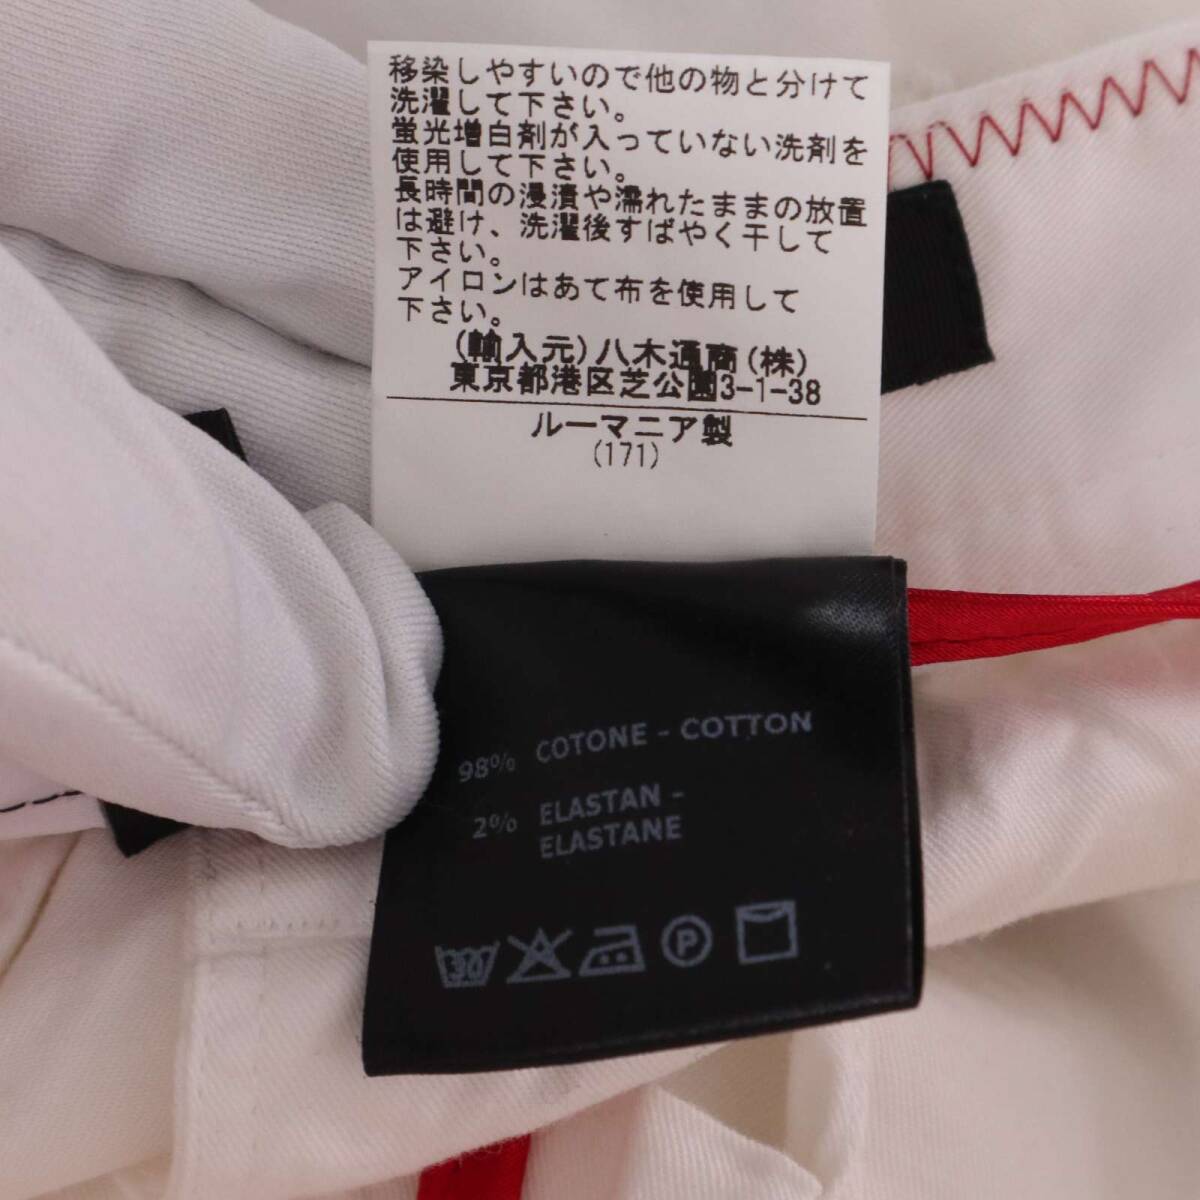 移染しやすいので他の物と分けて
洗濯して下さい。
蛍光増白剤が入っていない洗剤を
使用して下さい。
長時間の浸漬や濡れたままの放置
は避け、洗濯後すばやく干して
下さい。
アイロンはあて布を使用して
下さい。
(輸入元)八木通商(株)
東京都港区芝公園3-1-38
ルーマニア製
(171)
98% COTONE - COTTON
2% ELASTAN -
ELASTANE
30 P